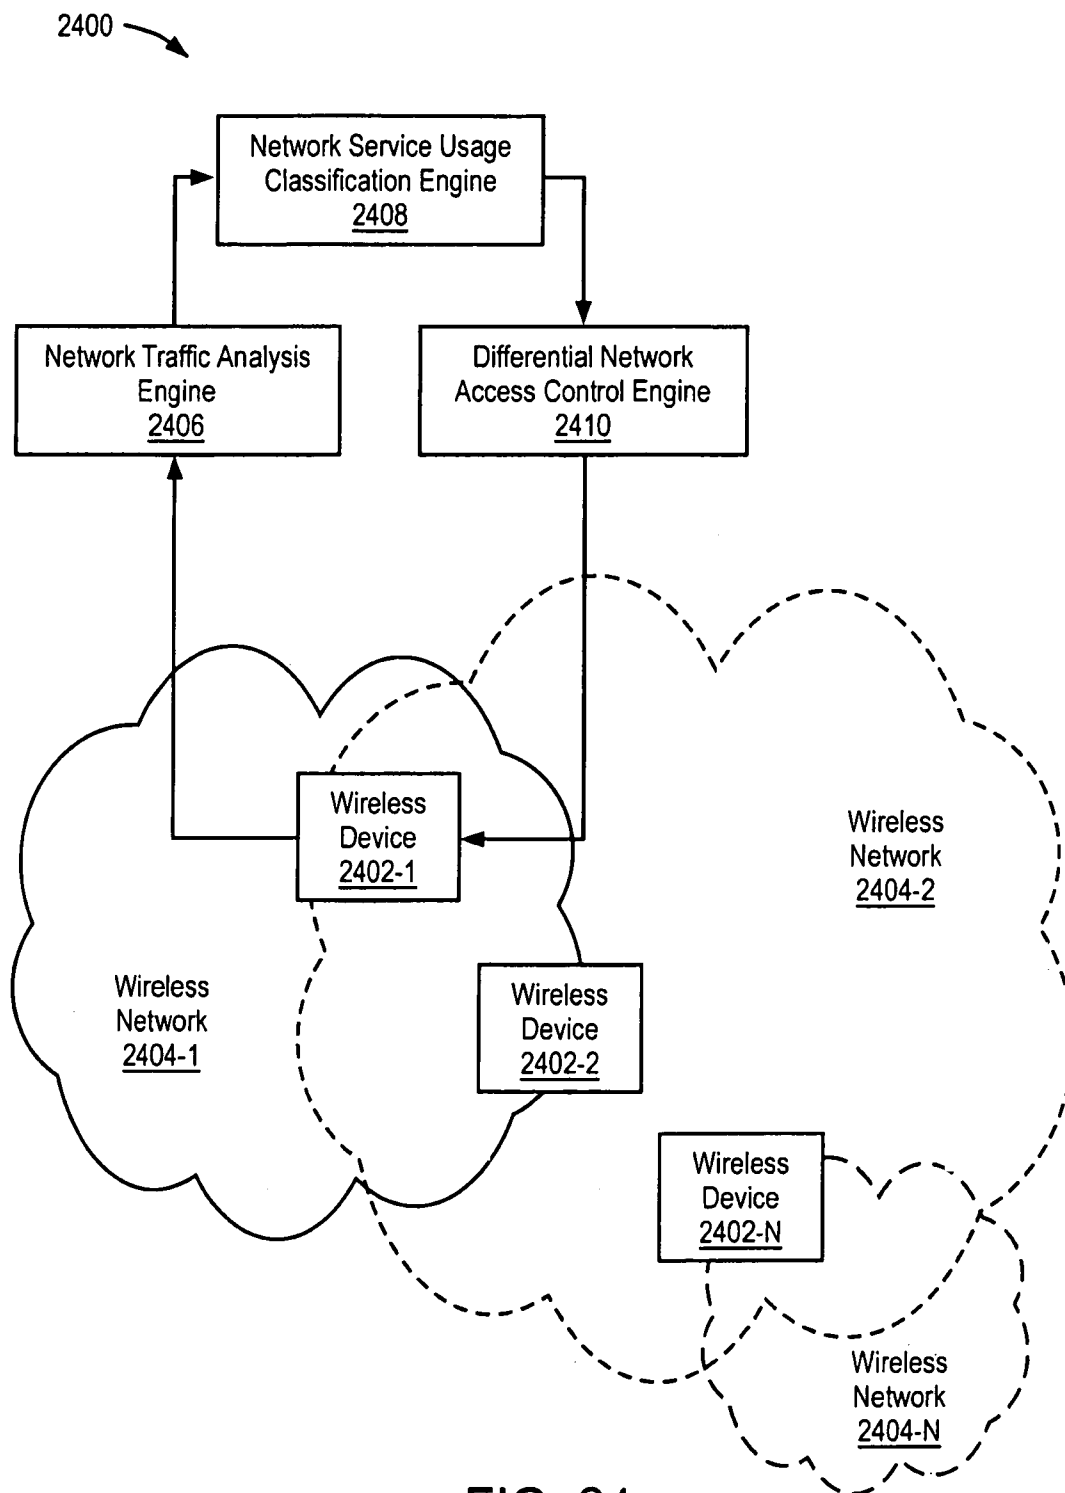 2400
Network Service Usage
Classification Engine
2408
Network Traffic Analysis
Engine
2406
Differential Network
Access Control Engine
2410
Wireless
Device
2402-1
Wireless
Network
2404-2
Wireless
Network
2404-1
Wireless
Device
2402-2
Wireless
Device
2402-N
Wireless
Network
2404-N